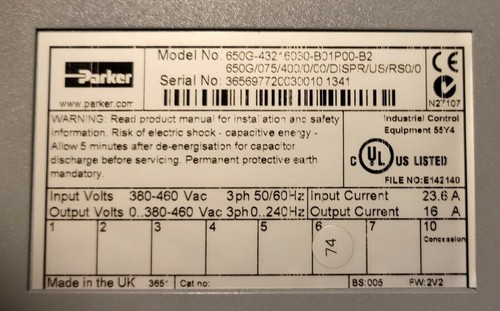 Parker
www.parker.com
Model No 650G-43216030-B01P00-B2
650G/075/400/0/00/DISPR/US/RS0/0
Serial No: 3656977200300101341
N27107
WARNING: Read product manual for installation and safety
information. Risk of electric shock - capacitive energy -
Allow 5 minutes after de-energisation for capacitor
discharge before servicing. Permanent protective earth
mandatory.
Industrial Control
Equipment 55Y4
C UL US LISTED
FILE NO:E142140
Input Volts 380-460 Vac 3ph 50/60Hz Input Current 23.6 A
Output Volts 0..380-460 Vac 3ph 0..240Hz Output Current 16 A
1 2 3 4 5 6 7 10
Concession
74
Made in the UK 365° Cat no: BS:005 FW:2V2